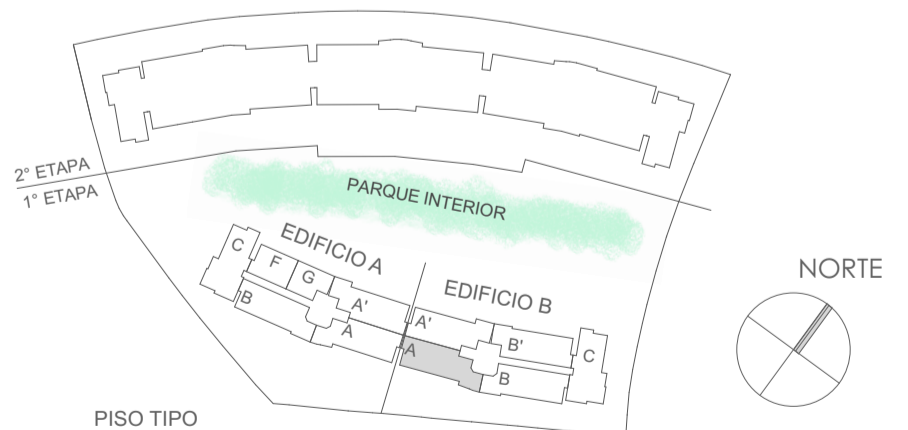 2° ETAPA
1° ETAPA
PARQUE INTERIOR
EDIFICIO A
C
F
G
B
A'
A
EDIFICIO B
A'
B'
C
A
B
NORTE
PISO TIPO